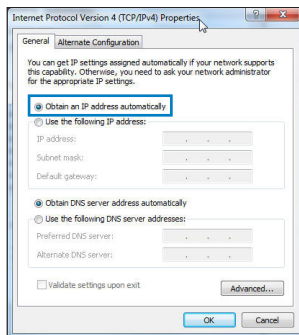 Internet Protocol Version 4 (TCP/IPv4) Properties
General
Alternate Configuration
You can get IP settings assigned automatically if your network supports
this capability. Otherwise, you need to ask your network administrator
for the appropriate IP settings.
Obtain an IP address automatically
Use the following IP address:
IP address:
Subnet mask:
Default gateway:
Obtain DNS server address automatically
Use the following DNS server addresses:
Preferred DNS server:
Alternate DNS server:
Validate settings upon exit
Advanced...
OK
Cancel